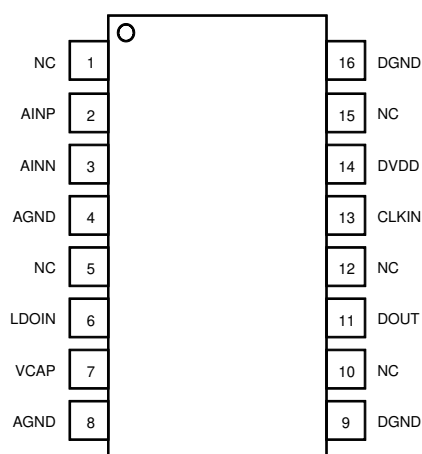 NC 1 16 DGND
AINP 2 15 NC
AINN 3 14 DVDD
AGND 4 13 CLKIN
NC 5 12 NC
LDOIN 6 11 DOUT
VCAP 7 10 NC
AGND 8 9 DGND